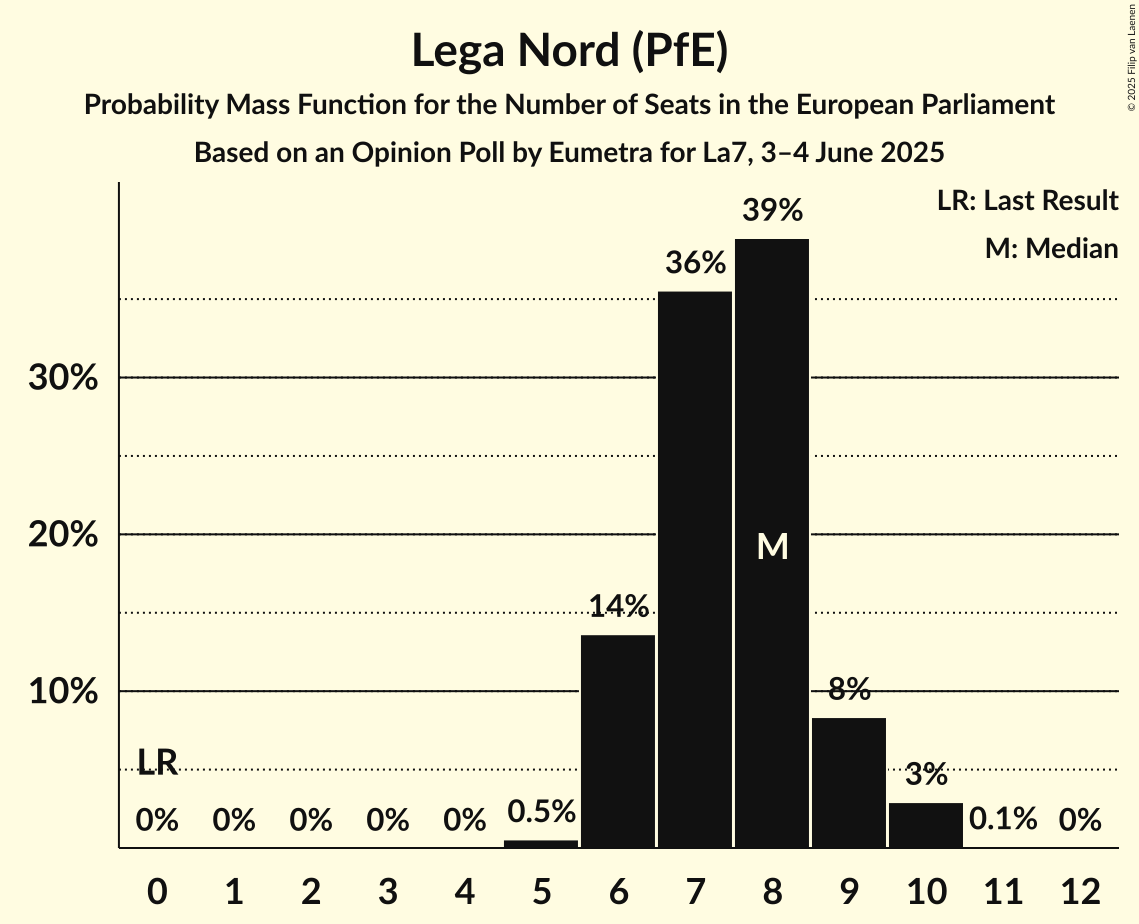 Lega Nord (PfE)
Probability Mass Function for the Number of Seats in the European Parliament
Based on an Opinion Poll by Eumetra for La7, 3–4 June 2025
© 2025 Filip van Laenen
LR: Last Result
M: Median
39%
36%
30%
20%
M
14%
10%
8%
LR
3%
0% 0% 0% 0% 0% 0.5% 0.1% 0%
0 1 2 3 4 5 6 7 8 9 10 11 12